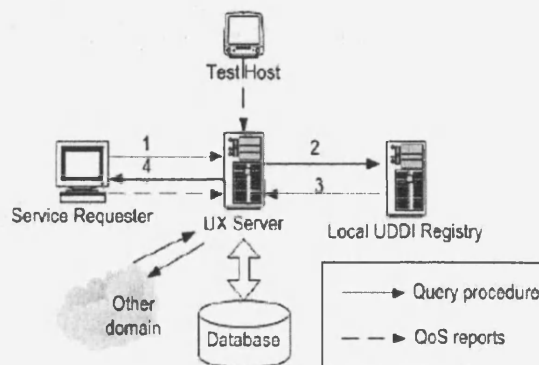 Test Host
1
2
4
3
Service Requester
UX Server
Local UDDI Registry
Other
domain
Database
Query procedure
QoS reports